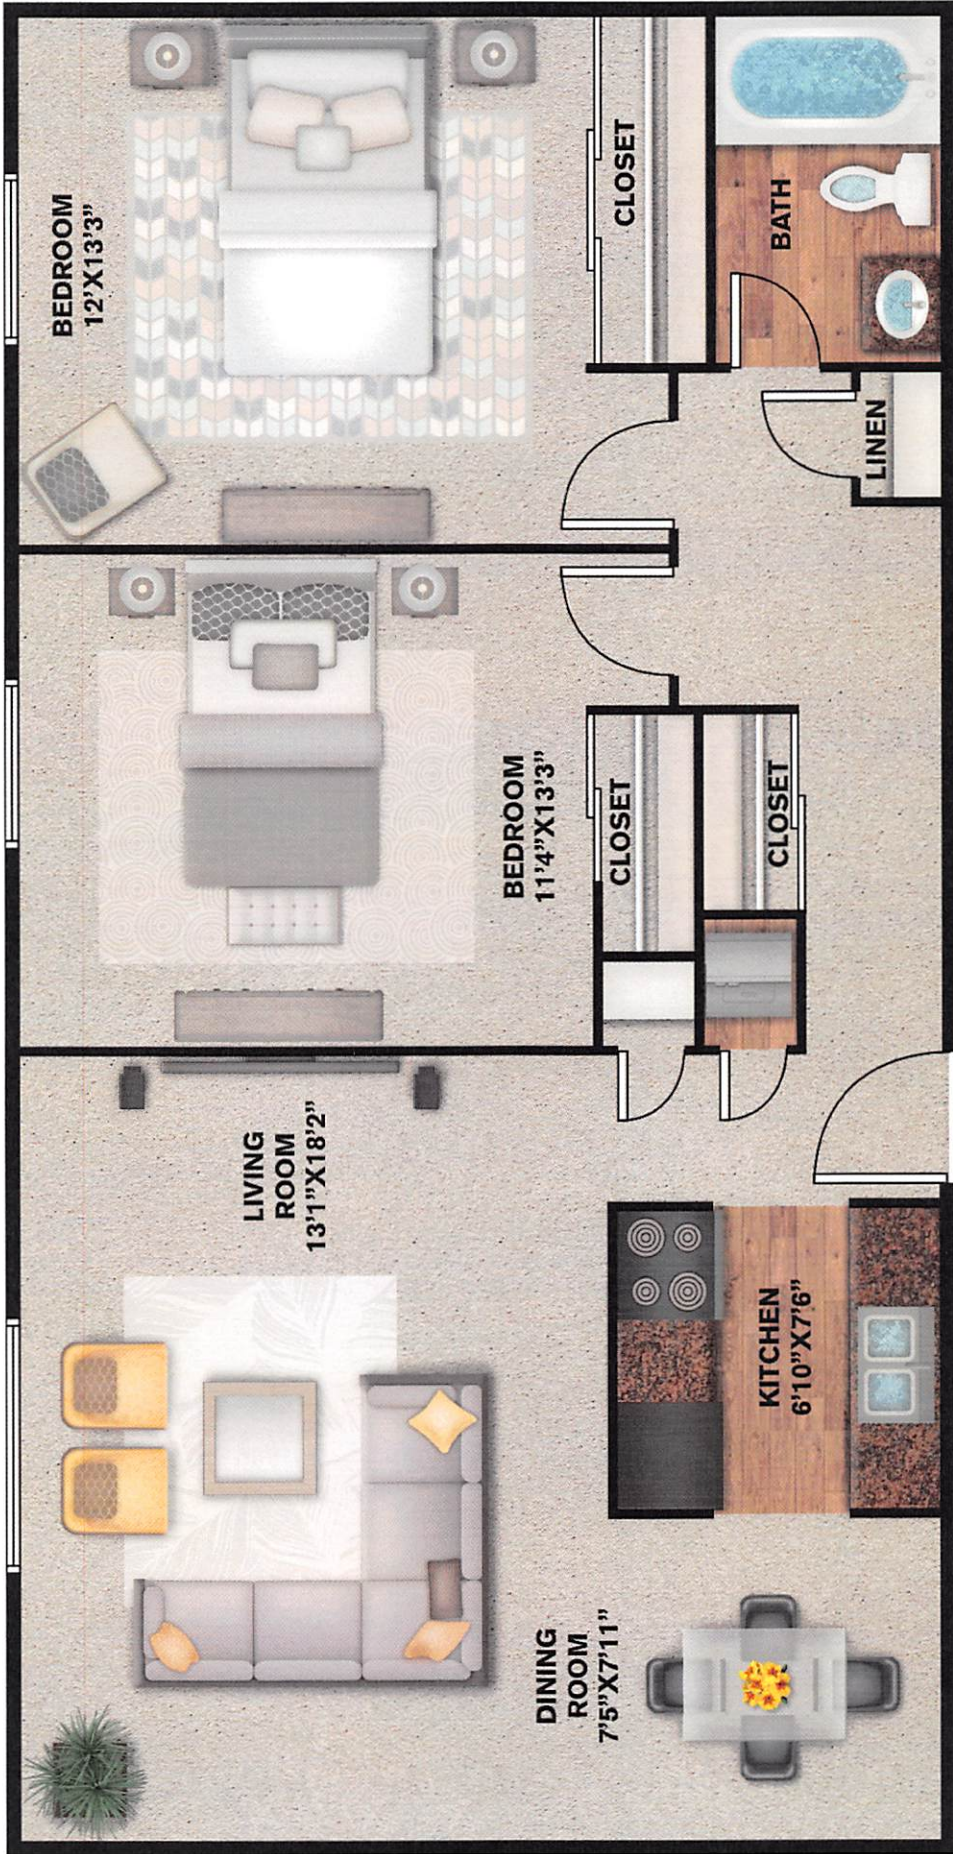 BEDROOM
12'X13'3"
CLOSET
BATH
LINEN
BEDROOM
11'4"X13'3"
CLOSET
CLOSET
LIVING
ROOM
13'1"X18'2"
KITCHEN
6'10"X7'6"
DINING
ROOM
7'5"X7'11"